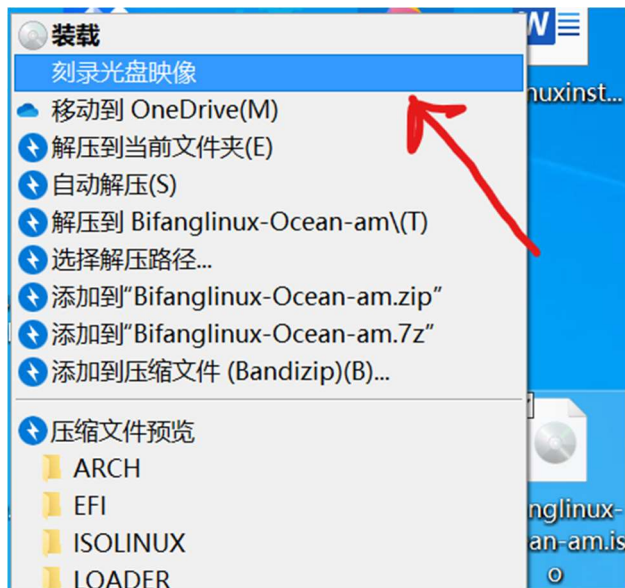 装载
刻录光盘映像
移动到 OneDrive(M)
解压到当前文件夹(E)
自动解压(S)
解压到 Bifanglinux-Ocean-am\(T)
选择解压路径...
添加到“Bifanglinux-Ocean-am.zip”
添加到“Bifanglinux-Ocean-am.7z”
添加到压缩文件 (Bandizip)(B)...
压缩文件预览
ARCH
EFI
ISOLINUX
LOADER
W
nuxinst...
nglinux-
an-am.is
o